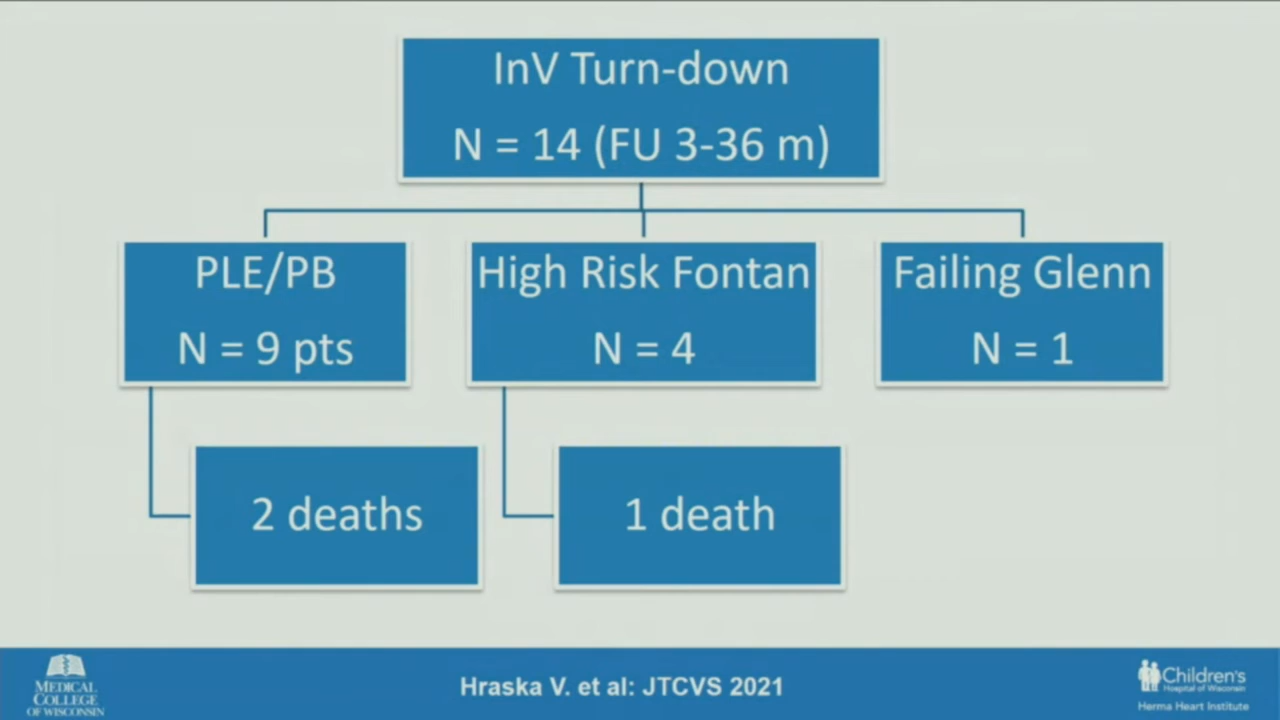 InV Turn-down
N = 14 (FU 3-36 m)
PLE/PB
N = 9 pts
High Risk Fontan
N = 4
Failing Glenn
N = 1
2 deaths
1 death
MEDICAL
COLLEGE
OF WISCONSIN
Hraska V. et al: JTCVS 2021
Children's
Hospital of Wisconsin
Herma Heart Institute